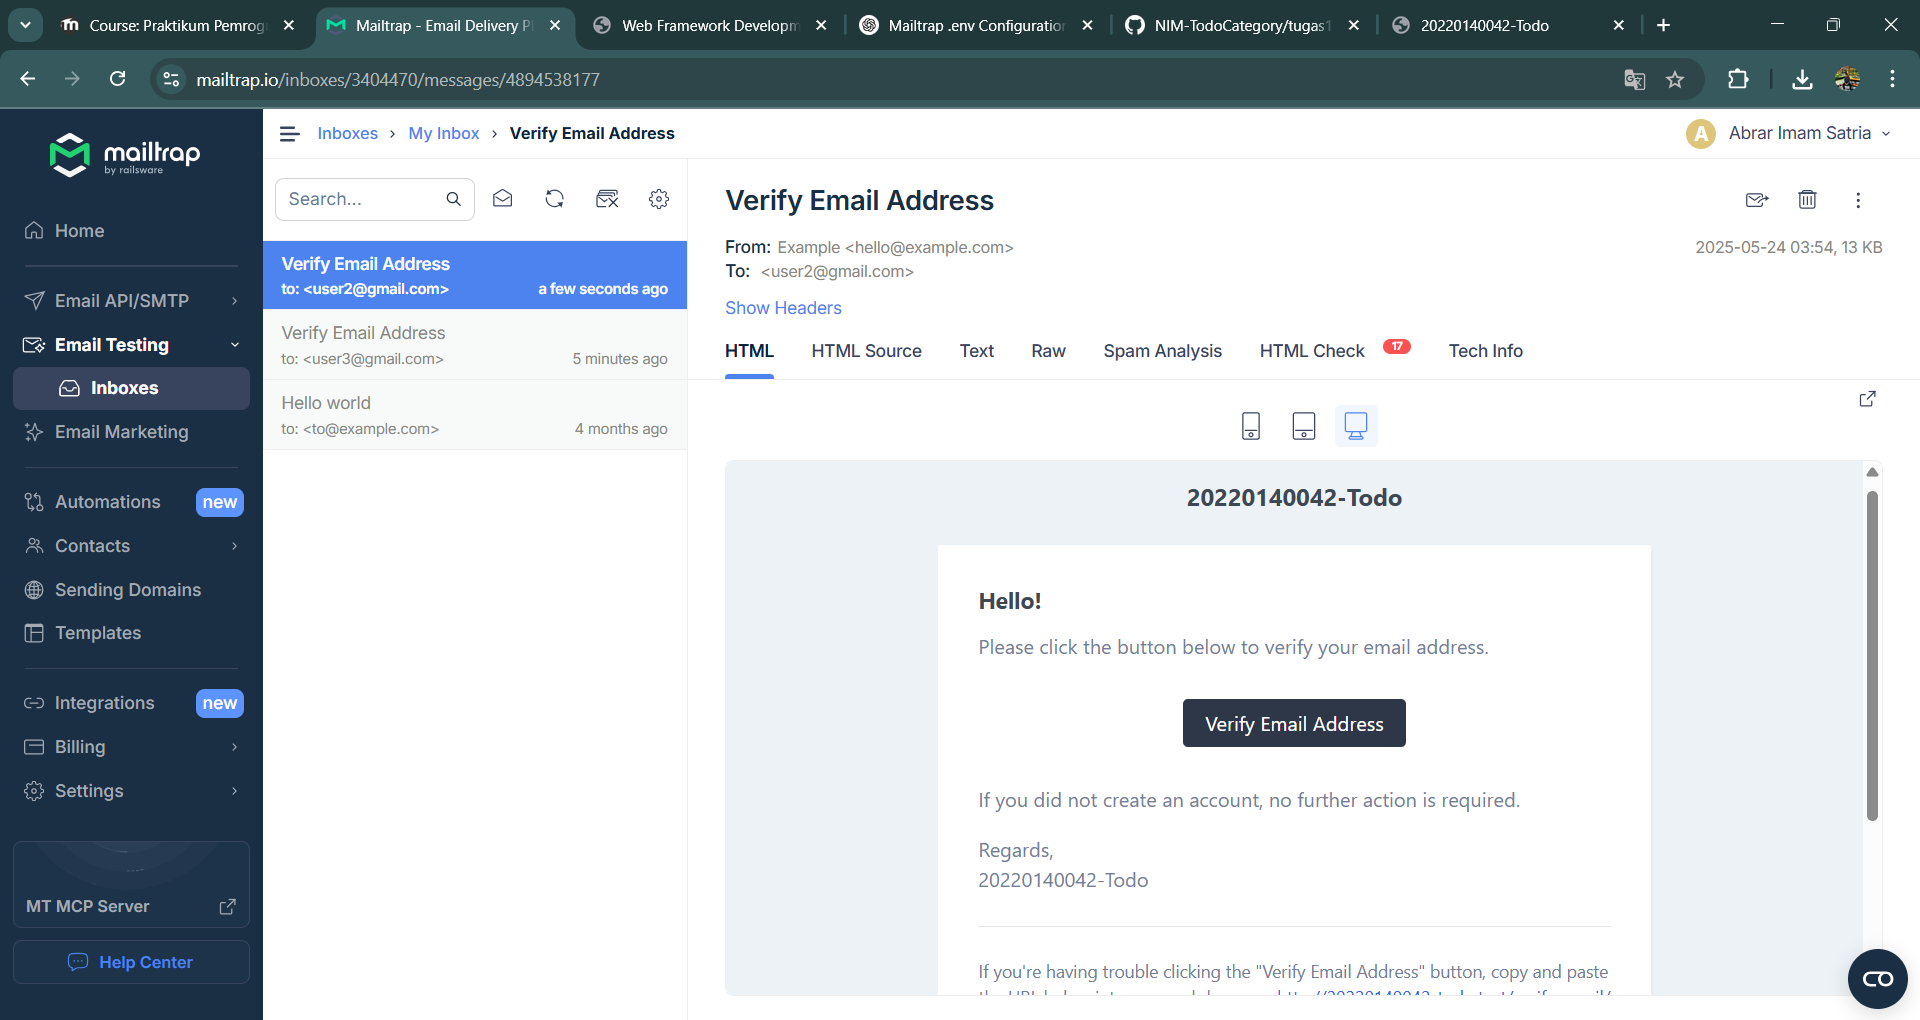 Course: Praktikum Pemrog
Mailtrap - Email Delivery Pl
Web Framework Developm
Mailtrap .env Configuration
NIM-TodoCategory/tugas1
20220140042-Todo
mailtrap.io/inboxes/3404470/messages/4894538177
mailtrap
by railsware
Home
Email API/SMTP
Email Testing
Inboxes
Email Marketing
Automations new
Contacts
Sending Domains
Templates
Integrations new
Billing
Settings
MT MCP Server
Help Center
Inboxes > My Inbox > Verify Email Address
A Abrar Imam Satria
Search...
Verify Email Address
to: <user2@gmail.com> a few seconds ago
Verify Email Address
to: <user3@gmail.com> 5 minutes ago
Hello world
to: <to@example.com> 4 months ago
Verify Email Address
From: Example <hello@example.com> 2025-05-24 03:54, 13 KB
To: <user2@gmail.com>
Show Headers
HTML HTML Source Text Raw Spam Analysis HTML Check 17 Tech Info
20220140042-Todo
Hello!
Please click the button below to verify your email address.
Verify Email Address
If you did not create an account, no further action is required.
Regards,
20220140042-Todo
If you're having trouble clicking the "Verify Email Address" button, copy and paste